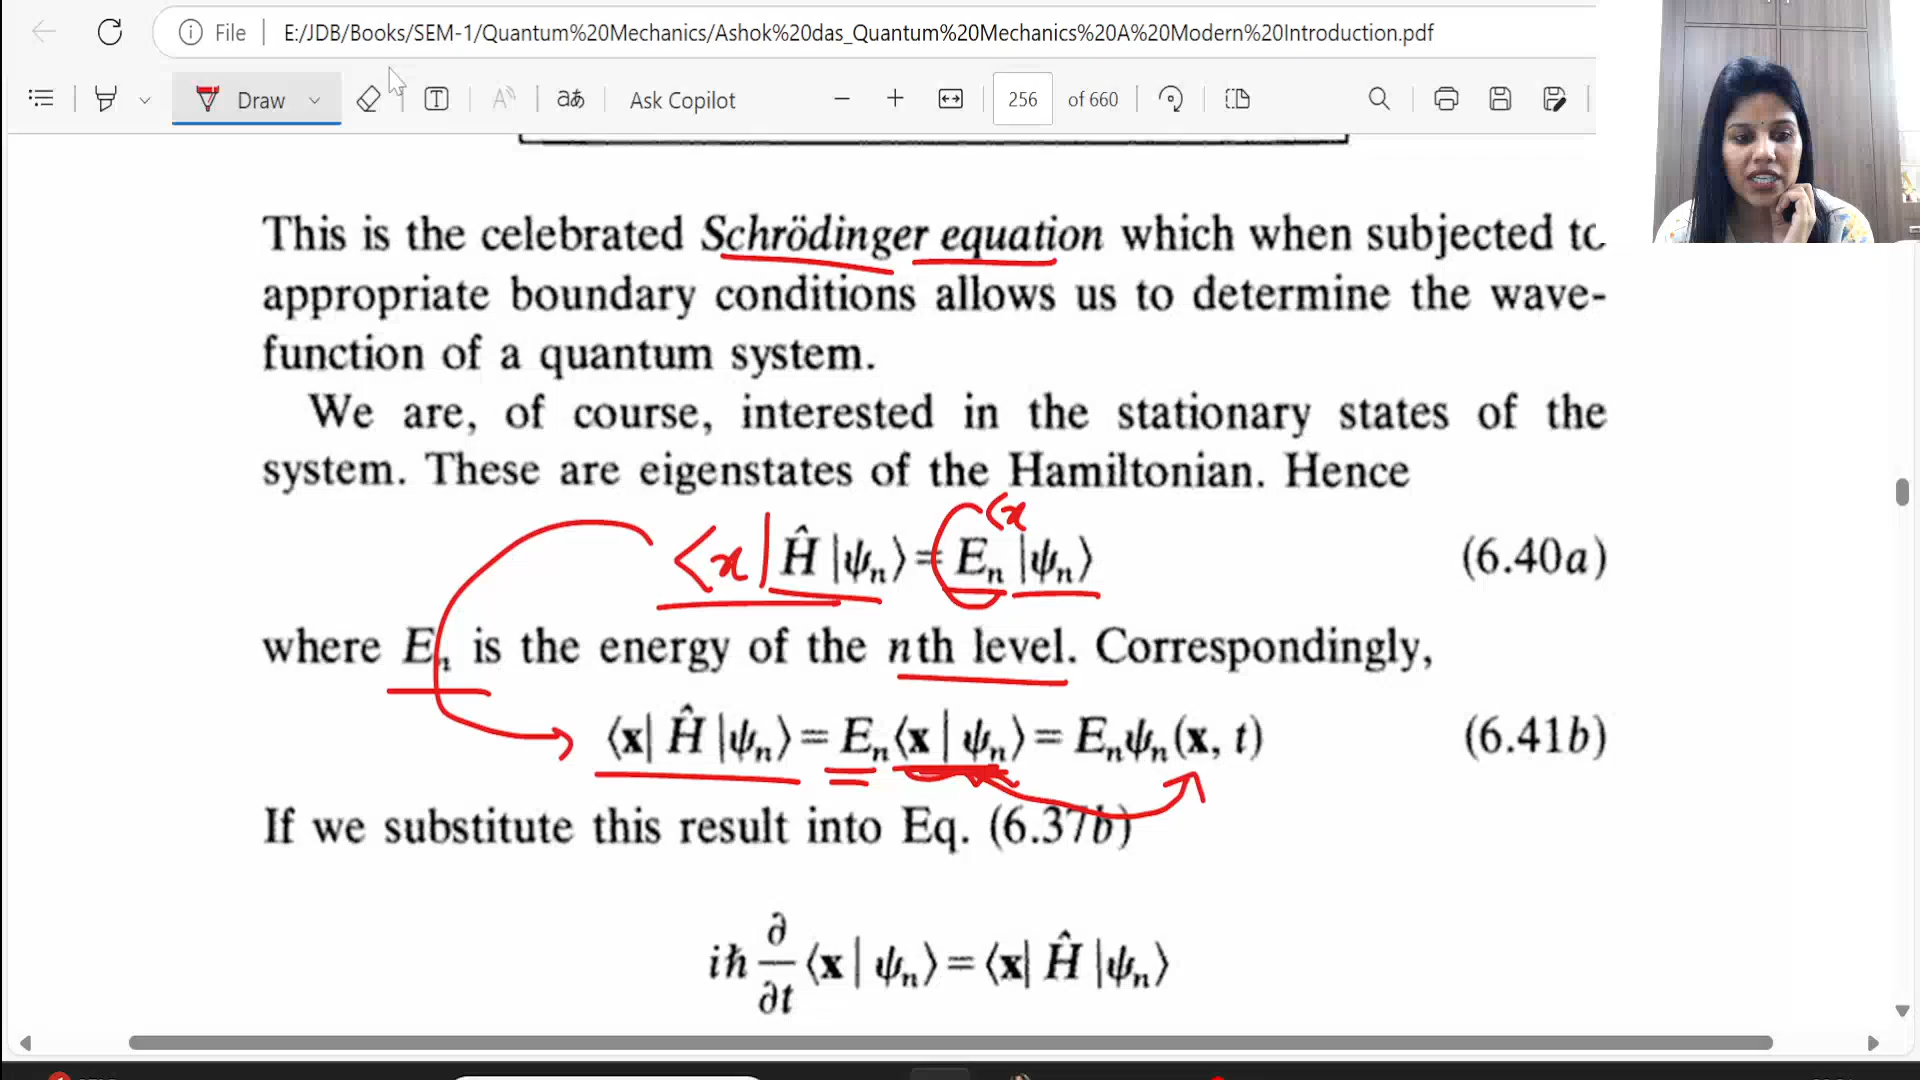 File E:/JDB/Books/SEM-1/Quantum%20Mechanics/Ashok%20das_Quantum%20Mechanics%20A%20Modern%20Introduction.pdf
Draw T A aあ Ask Copilot 256 of 660
This is the celebrated Schrödinger equation which when subjected to
appropriate boundary conditions allows us to determine the wave-
function of a quantum system.
We are, of course, interested in the stationary states of the
system. These are eigenstates of the Hamiltonian. Hence
⟨x
⟨x| Ĥ|ψₙ⟩ = Eₙ|ψₙ⟩ (6.40a)
where Eₙ is the energy of the nth level. Correspondingly,
⟨x| Ĥ|ψₙ⟩ = Eₙ⟨x|ψₙ⟩ = Eₙψₙ(x, t) (6.41b)
If we substitute this result into Eq. (6.37b)
iħ ∂/∂t ⟨x|ψₙ⟩ = ⟨x| Ĥ|ψₙ⟩